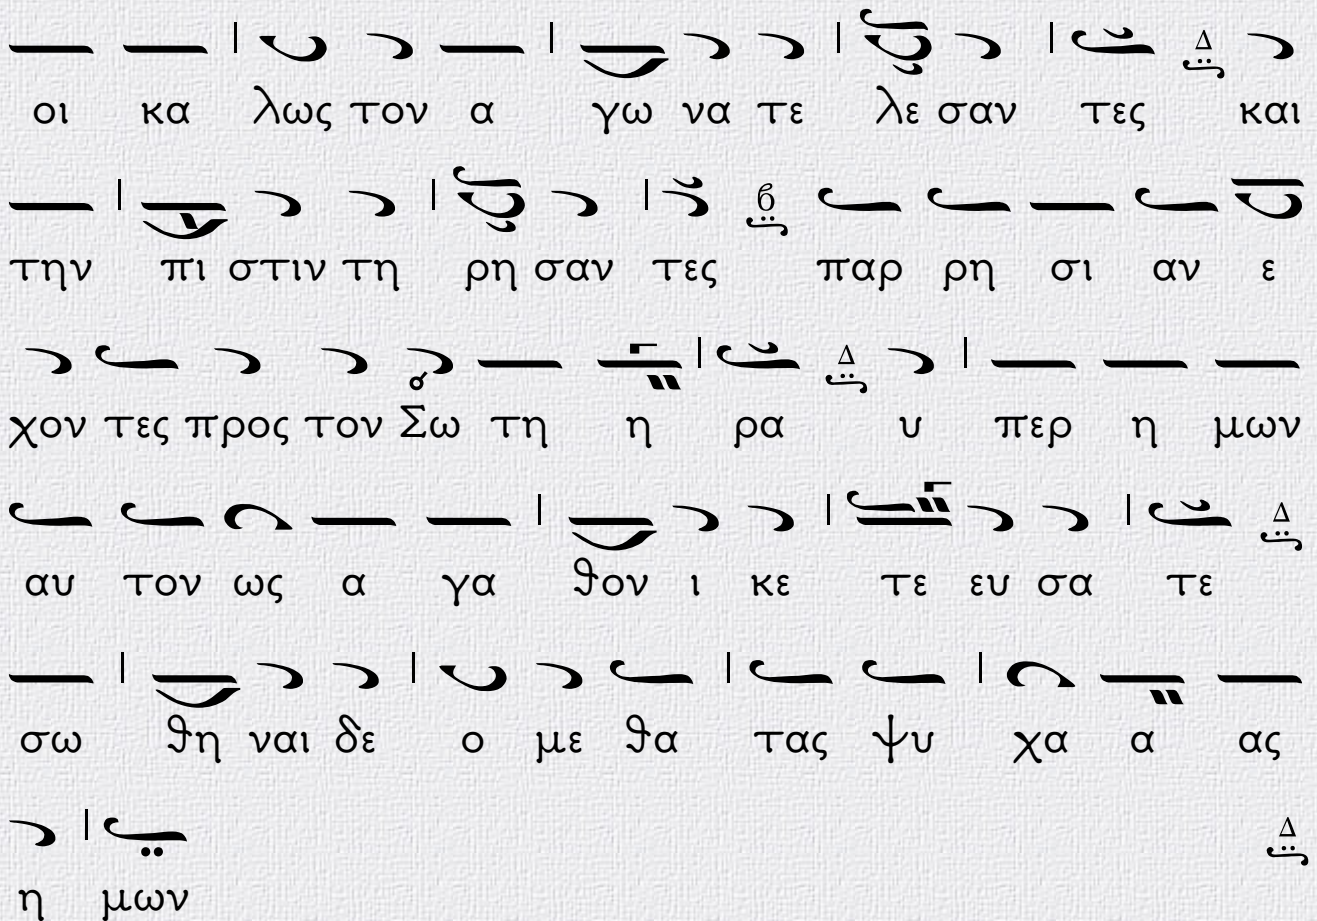 οι κα λως τον α γω να τε λε σαν τες Δ και
την πι στιν τη ρη σαν τες β παρ ρη σι αν ε
χον τες προς τον Σω τη η ρα Δ υ περ η μων
αυ τον ως α γα θον ι κε τε ευ σα τε Δ
σω θη ναι δε ο με θα τας ψυ χα α ας
η μων Δ